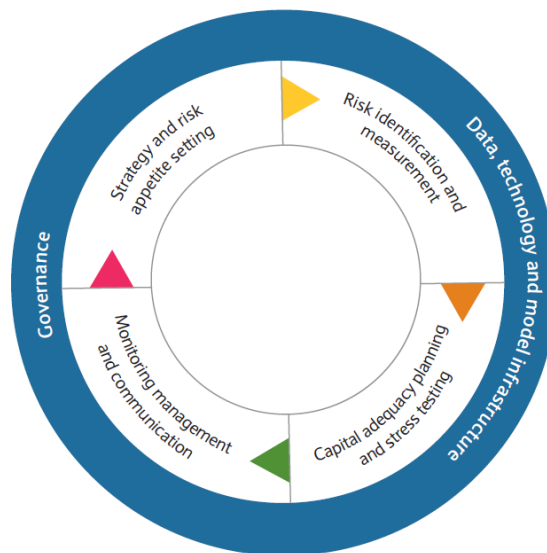 Strategy and risk
appetite setting
Risk identification and
measurement
Data, technology and model infrastructure
Capital adequacy planning
and stress testing
Monitoring management
and communication
Governance